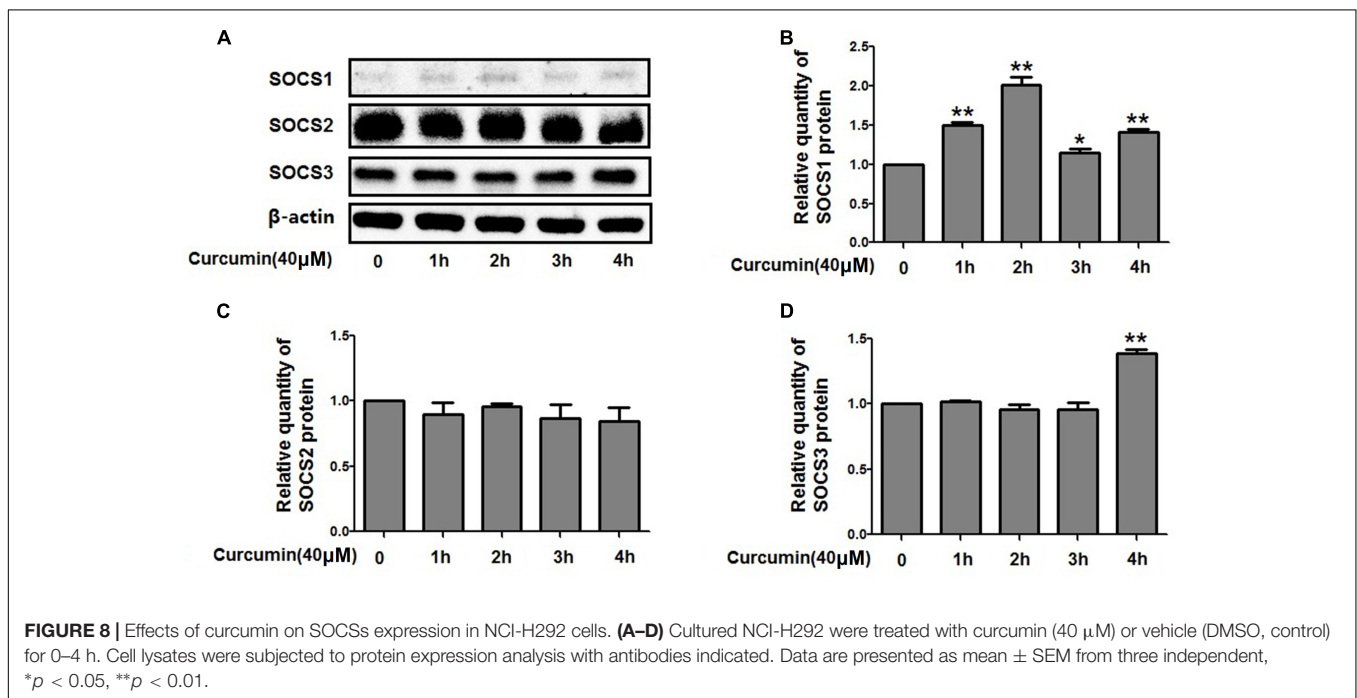 A
SOCS1
SOCS2
SOCS3
β-actin
Curcumin(40μM) 0 1h 2h 3h 4h
B
Relative quantity of
SOCS1 protein
2.5
2.0
1.5
1.0
0.5
0.0
** ** * **
Curcumin(40μM) 0 1h 2h 3h 4h
C
Relative quantity of
SOCS2 protein
1.5
1.0
0.5
0.0
Curcumin(40μM) 0 1h 2h 3h 4h
D
Relative quantity of
SOCS3 protein
1.5
1.0
0.5
0.0
**
Curcumin(40μM) 0 1h 2h 3h 4h
FIGURE 8 | Effects of curcumin on SOCSs expression in NCI-H292 cells. (A–D) Cultured NCI-H292 were treated with curcumin (40 μM) or vehicle (DMSO, control)
for 0–4 h. Cell lysates were subjected to protein expression analysis with antibodies indicated. Data are presented as mean ± SEM from three independent,
*p < 0.05, **p < 0.01.